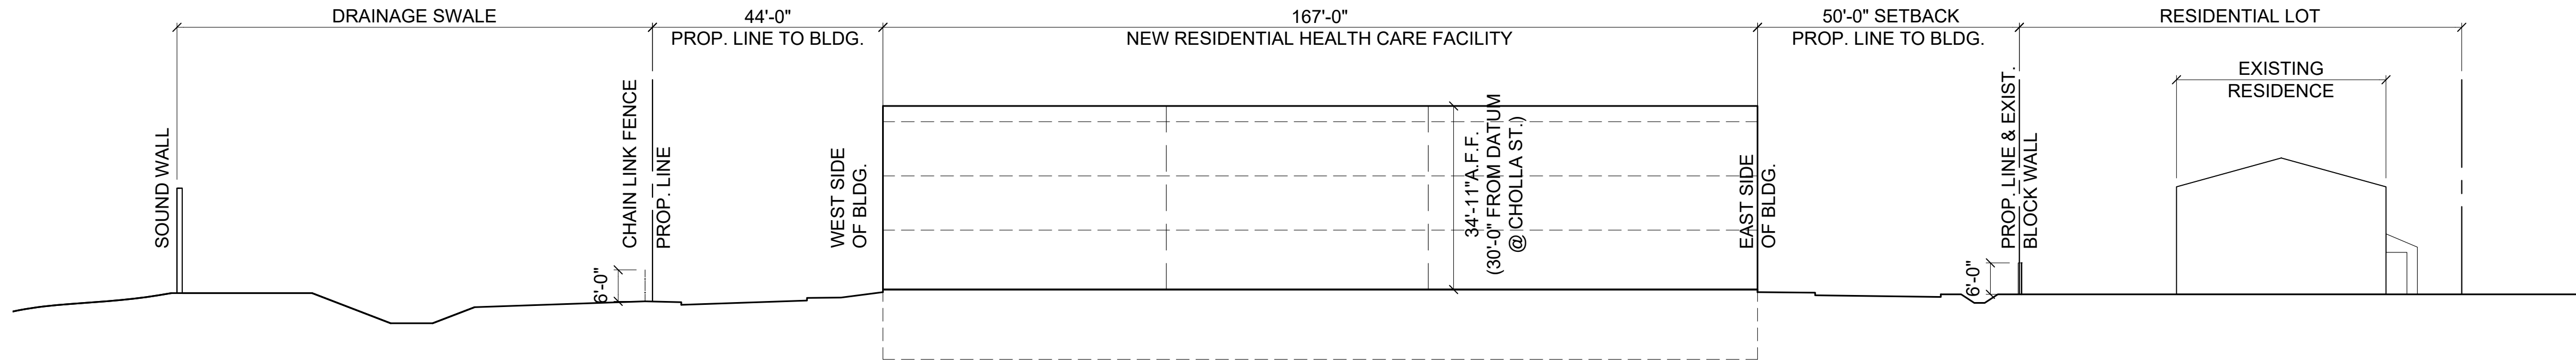 DRAINAGE SWALE
44'-0"
PROP. LINE TO BLDG.
167'-0"
NEW RESIDENTIAL HEALTH CARE FACILITY
50'-0" SETBACK
PROP. LINE TO BLDG.
RESIDENTIAL LOT
EXISTING
RESIDENCE
SOUND WALL
CHAIN LINK FENCE
PROP. LINE
6'-0"
WEST SIDE
OF BLDG.
34'-11"A.F.F.
(30'-0" FROM DATUM
@ CHOLLA ST.)
EAST SIDE
OF BLDG.
PROP. LINE & EXIST.
BLOCK WALL
6'-0"